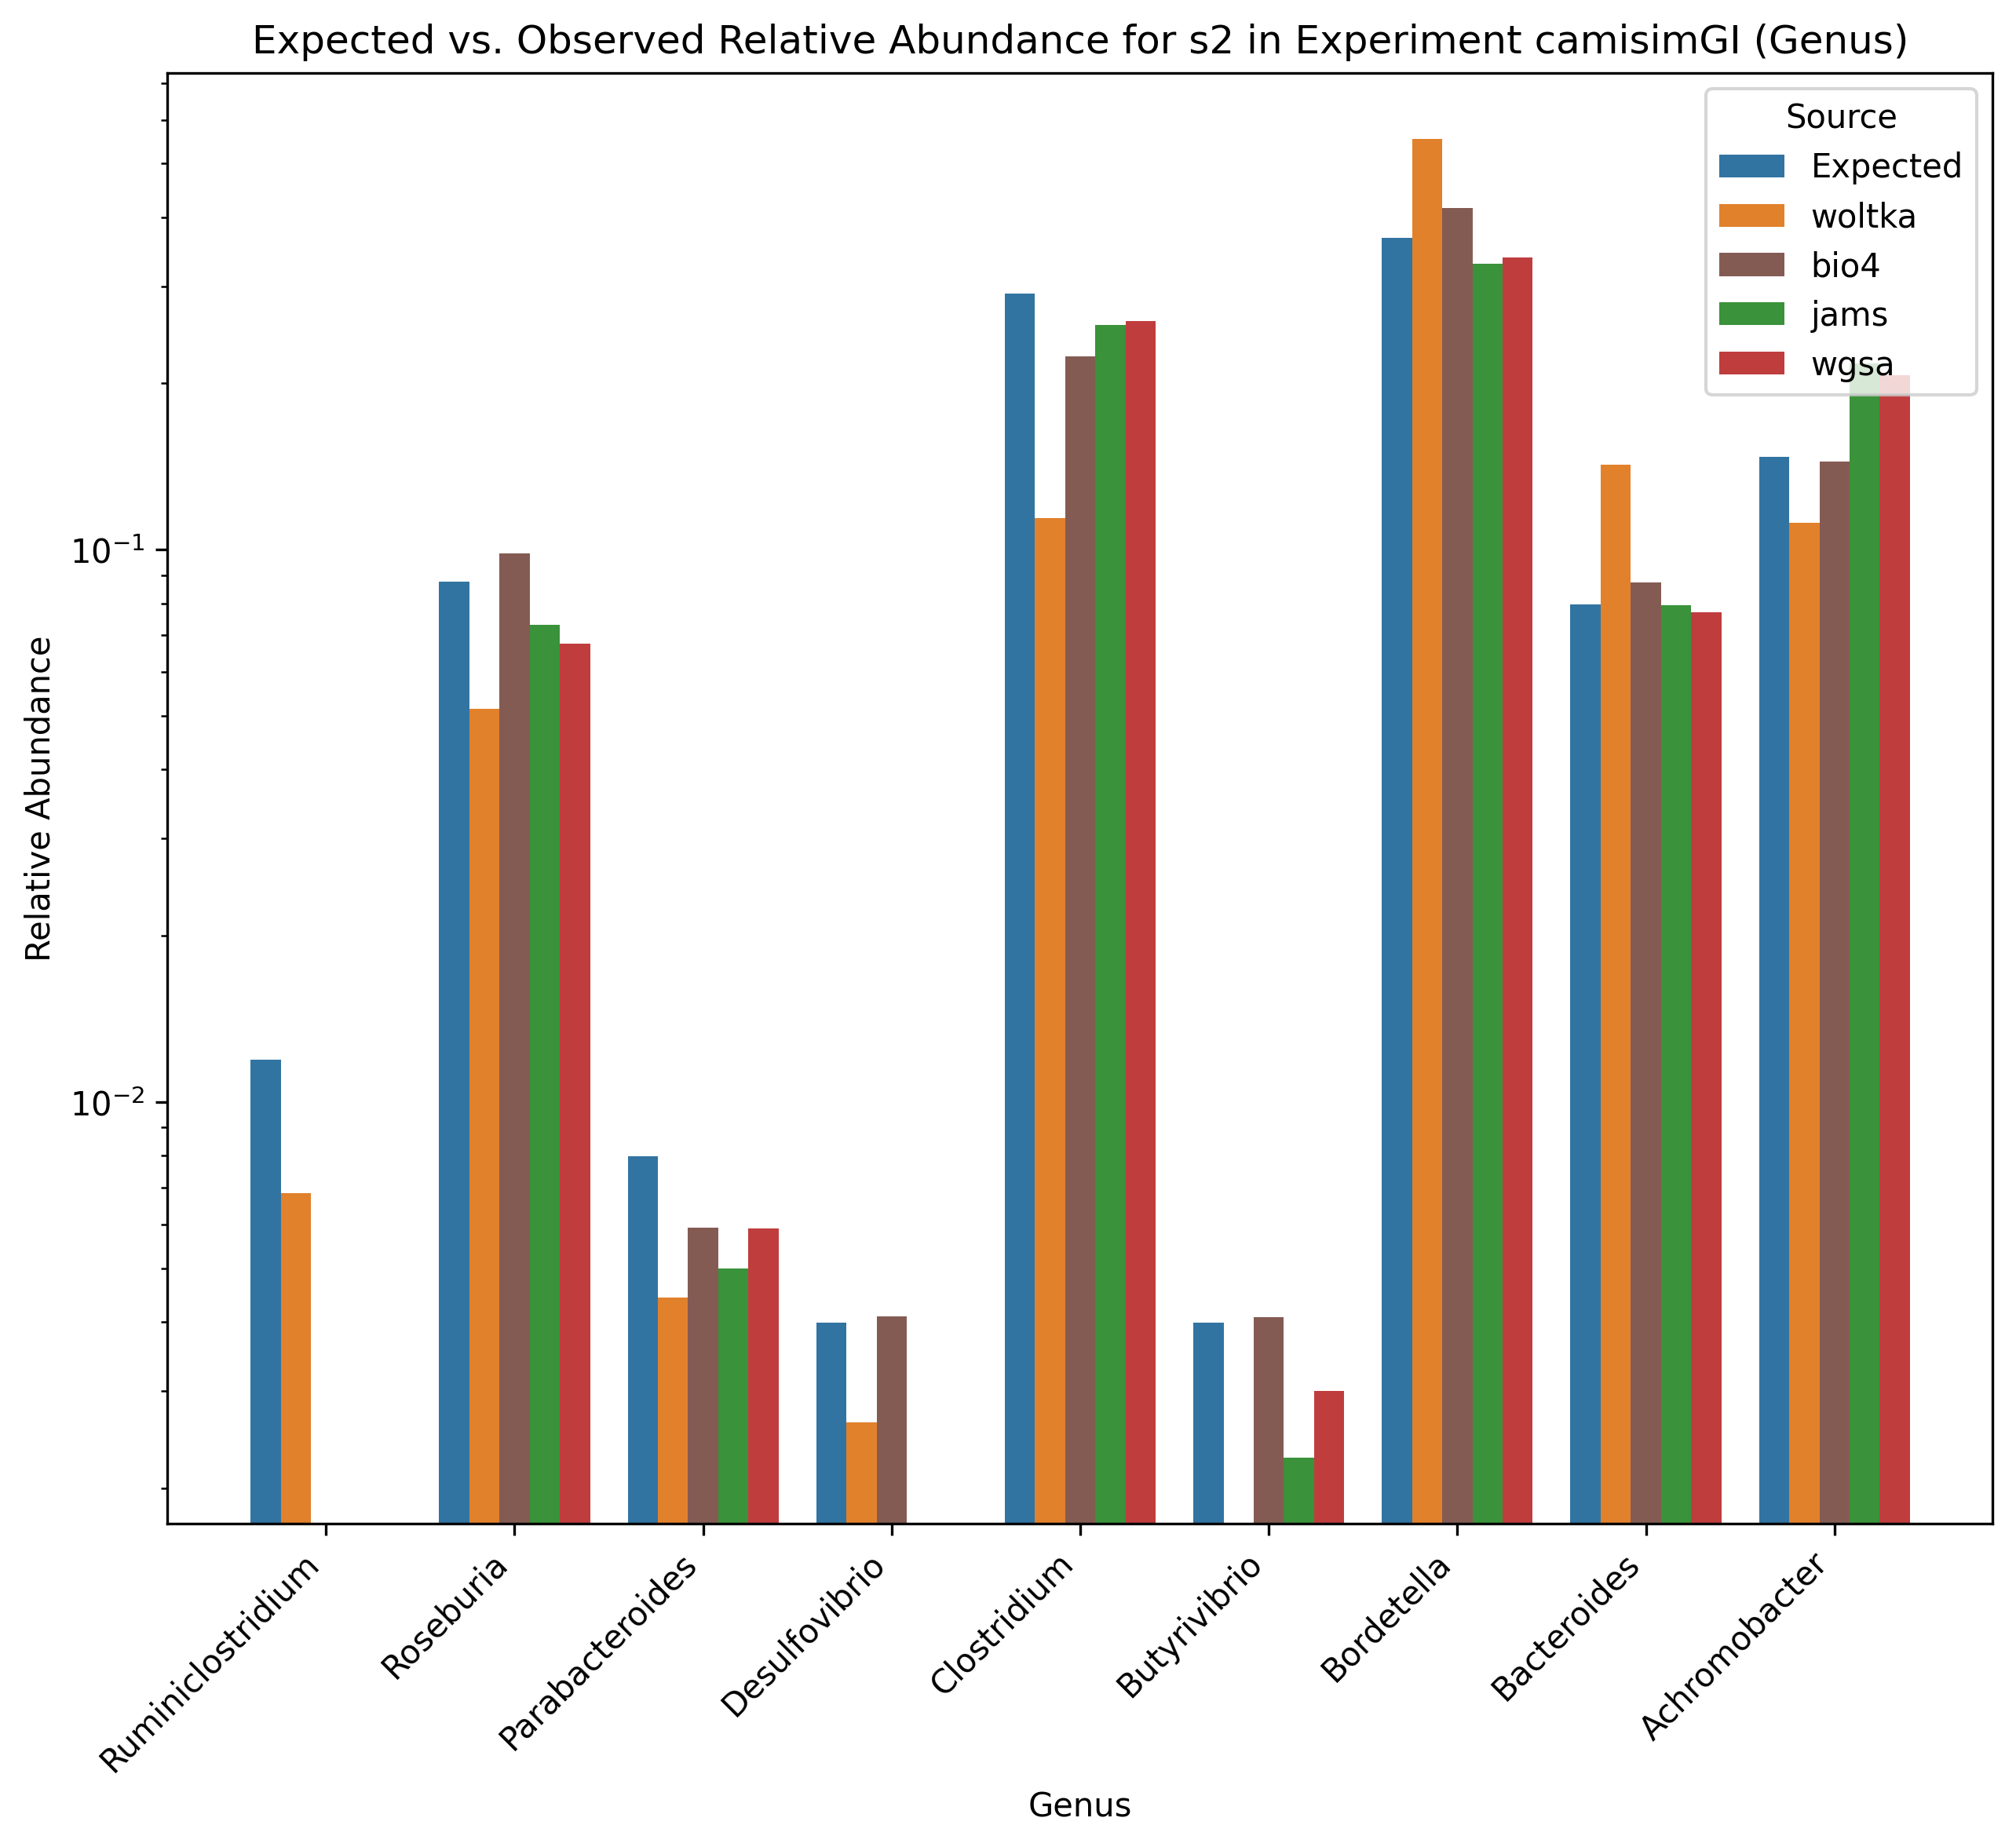 Expected vs. Observed Relative Abundance for s2 in Experiment camisimGI (Genus)
Source
Expected
woltka
bio4
jams
wgsa
Relative Abundance
10⁻¹
10⁻²
Ruminiclostridium
Roseburia
Parabacteroides
Desulfovibrio
Clostridium
Butyrivibrio
Bordetella
Bacteroides
Achromobacter
Genus